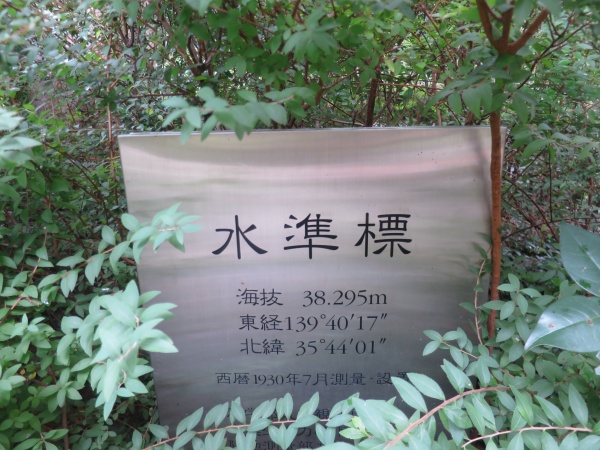 水準標
海抜 38.295m
東経139°40′17″
北緯 35°44′01″
西暦1930年7月測量・設